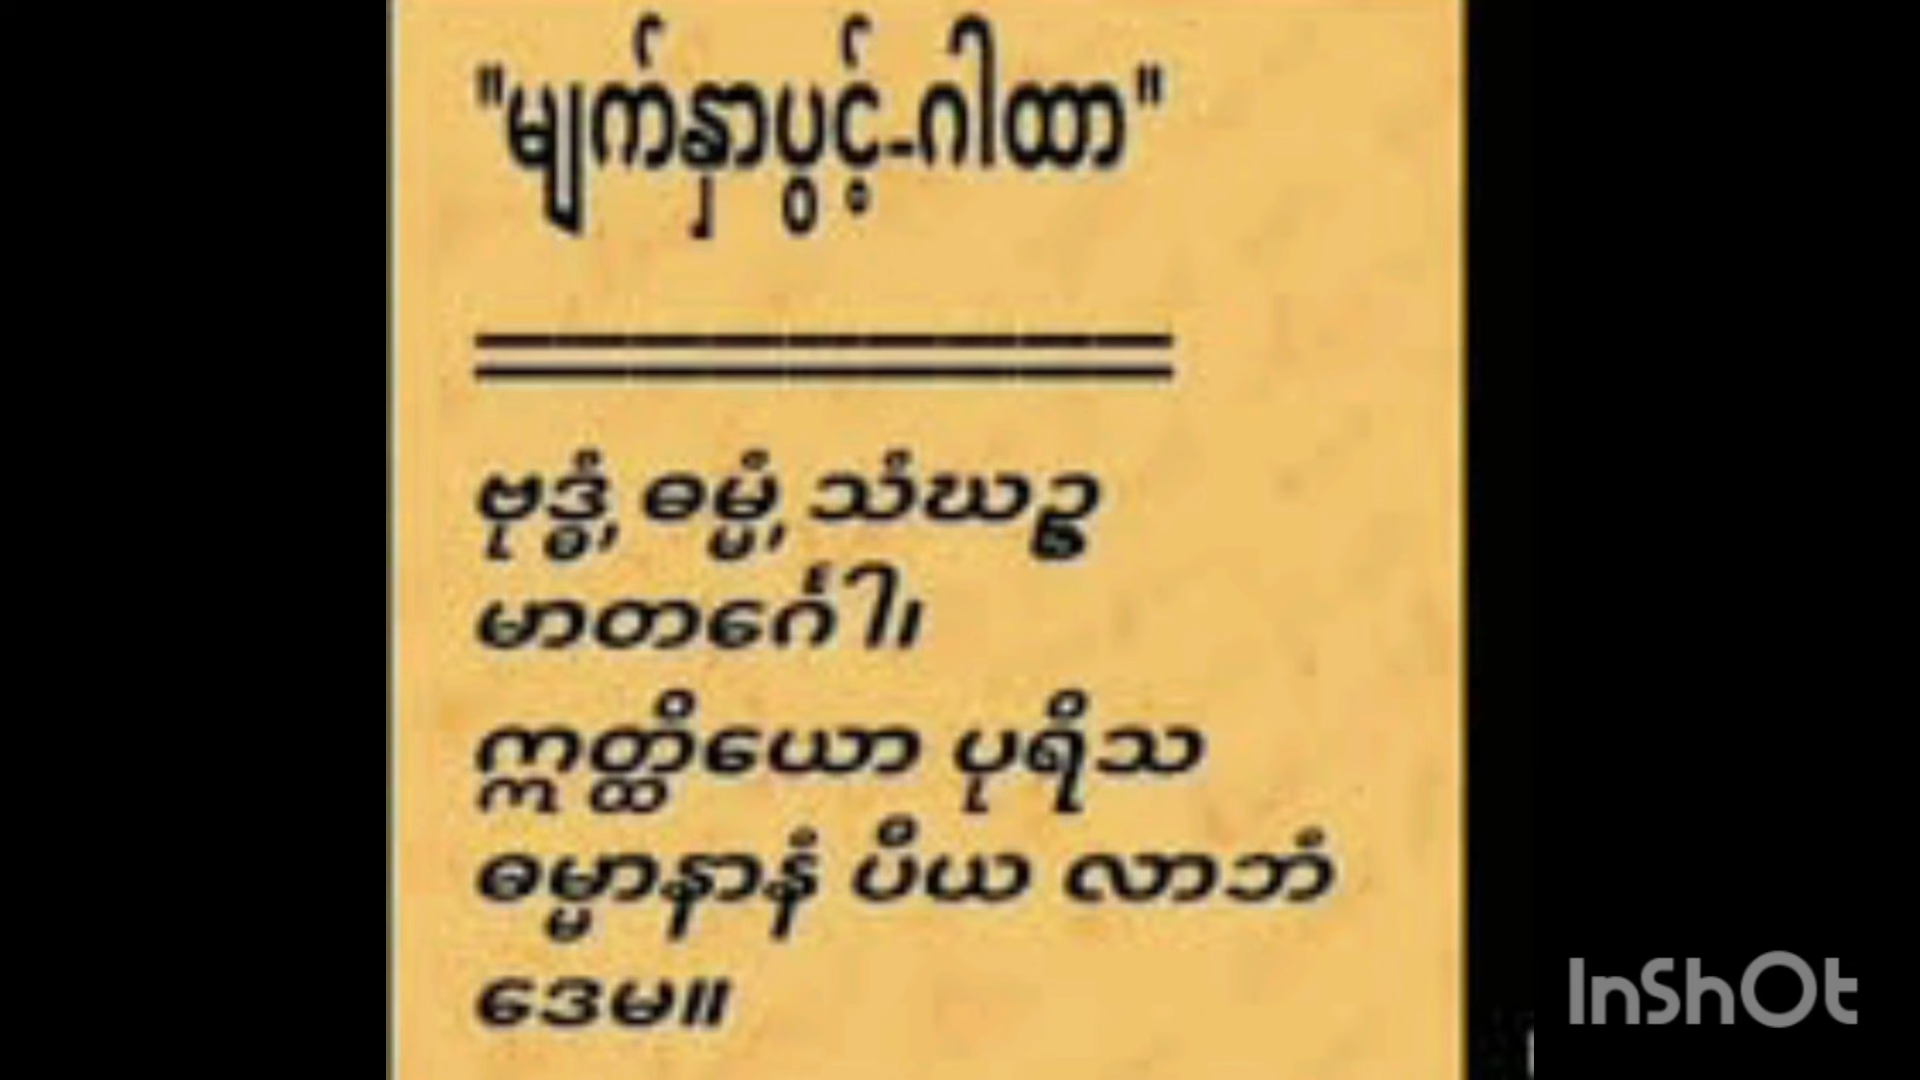 "မျက်နှာပွင့်-ဂါထာ"
ဗုဒ္ဓံ, ဓမ္မံ, သံဃဥ္စ
မာတင်္ဂေါ၊
ဣတ္ထိယော ပုရိသ
ဓမ္မာနာနံ ပိယ လာဘံ
ဒေမ။
InShOt